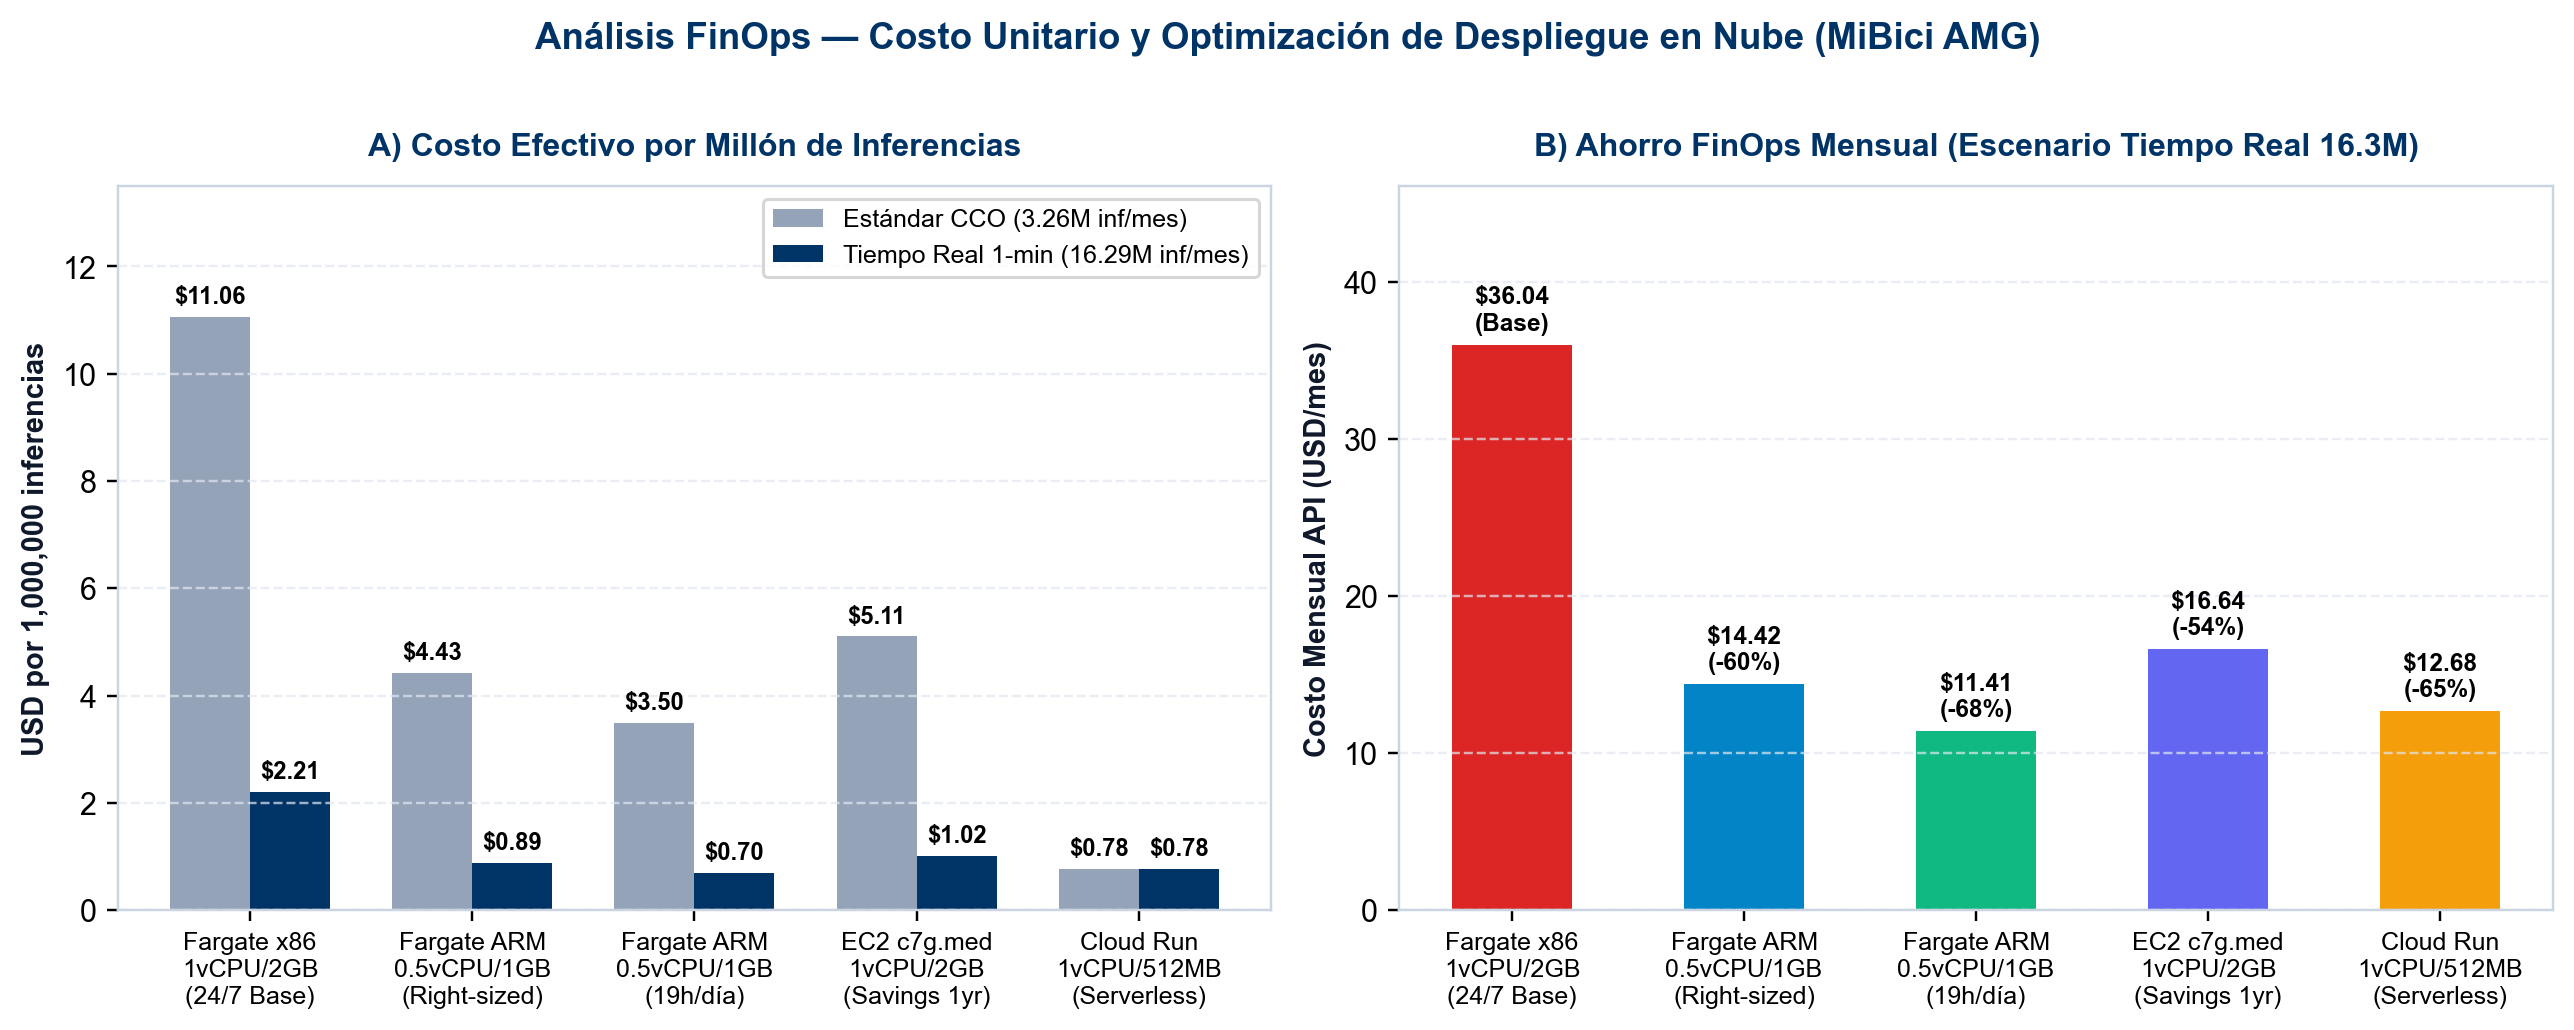 Análisis FinOps — Costo Unitario y Optimización de Despliegue en Nube (MiBici AMG)
A) Costo Efectivo por Millón de Inferencias
USD por 1,000,000 inferencias
12
10
8
6
4
2
0
Estándar CCO (3.26M inf/mes)
Tiempo Real 1-min (16.29M inf/mes)
$11.06
$2.21
$4.43
$0.89
$3.50
$0.70
$5.11
$1.02
$0.78
$0.78
Fargate x86
1vCPU/2GB
(24/7 Base)
Fargate ARM
0.5vCPU/1GB
(Right-sized)
Fargate ARM
0.5vCPU/1GB
(19h/día)
EC2 c7g.med
1vCPU/2GB
(Savings 1yr)
Cloud Run
1vCPU/512MB
(Serverless)
B) Ahorro FinOps Mensual (Escenario Tiempo Real 16.3M)
Costo Mensual API (USD/mes)
40
30
20
10
0
$36.04
(Base)
$14.42
(-60%)
$11.41
(-68%)
$16.64
(-54%)
$12.68
(-65%)
Fargate x86
1vCPU/2GB
(24/7 Base)
Fargate ARM
0.5vCPU/1GB
(Right-sized)
Fargate ARM
0.5vCPU/1GB
(19h/día)
EC2 c7g.med
1vCPU/2GB
(Savings 1yr)
Cloud Run
1vCPU/512MB
(Serverless)